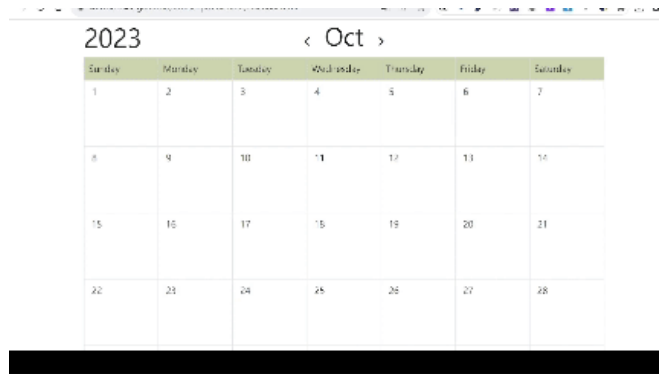 2023 ‹ Oct ›
Sunday Monday Tuesday Wednesday Thursday Friday Saturday
1 2 3 4 5 6 7
8 9 10 11 12 13 14
15 16 17 18 19 20 21
22 23 24 25 26 27 28